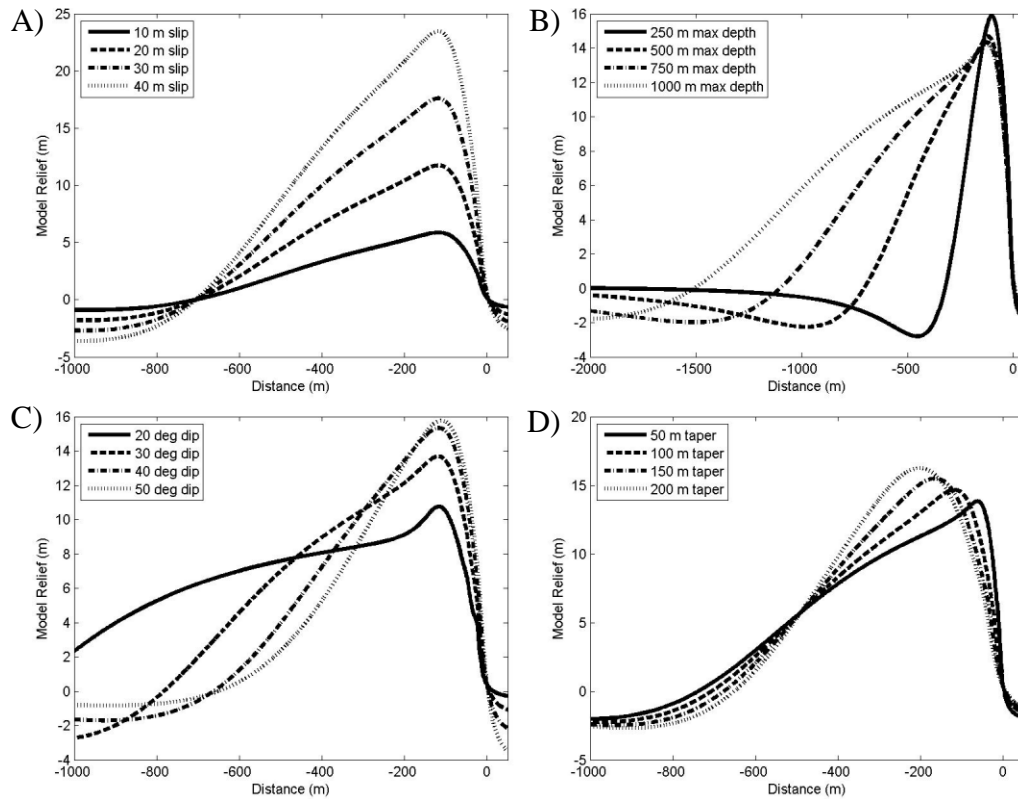 A)
10 m slip
20 m slip
30 m slip
40 m slip
25
20
15
10
5
0
-5
Model Relief (m)
-1000 -800 -600 -400 -200 0
Distance (m)
B)
250 m max depth
500 m max depth
750 m max depth
1000 m max depth
16
14
12
10
8
6
4
2
0
-2
-4
Model Relief (m)
-2000 -1500 -1000 -500 0
Distance (m)
C)
20 deg dip
30 deg dip
40 deg dip
50 deg dip
16
14
12
10
8
6
4
2
0
-2
-4
Model Relief (m)
-1000 -800 -600 -400 -200 0
Distance (m)
D)
50 m taper
100 m taper
150 m taper
200 m taper
20
15
10
5
0
-5
Model Relief (m)
-1000 -800 -600 -400 -200 0
Distance (m)